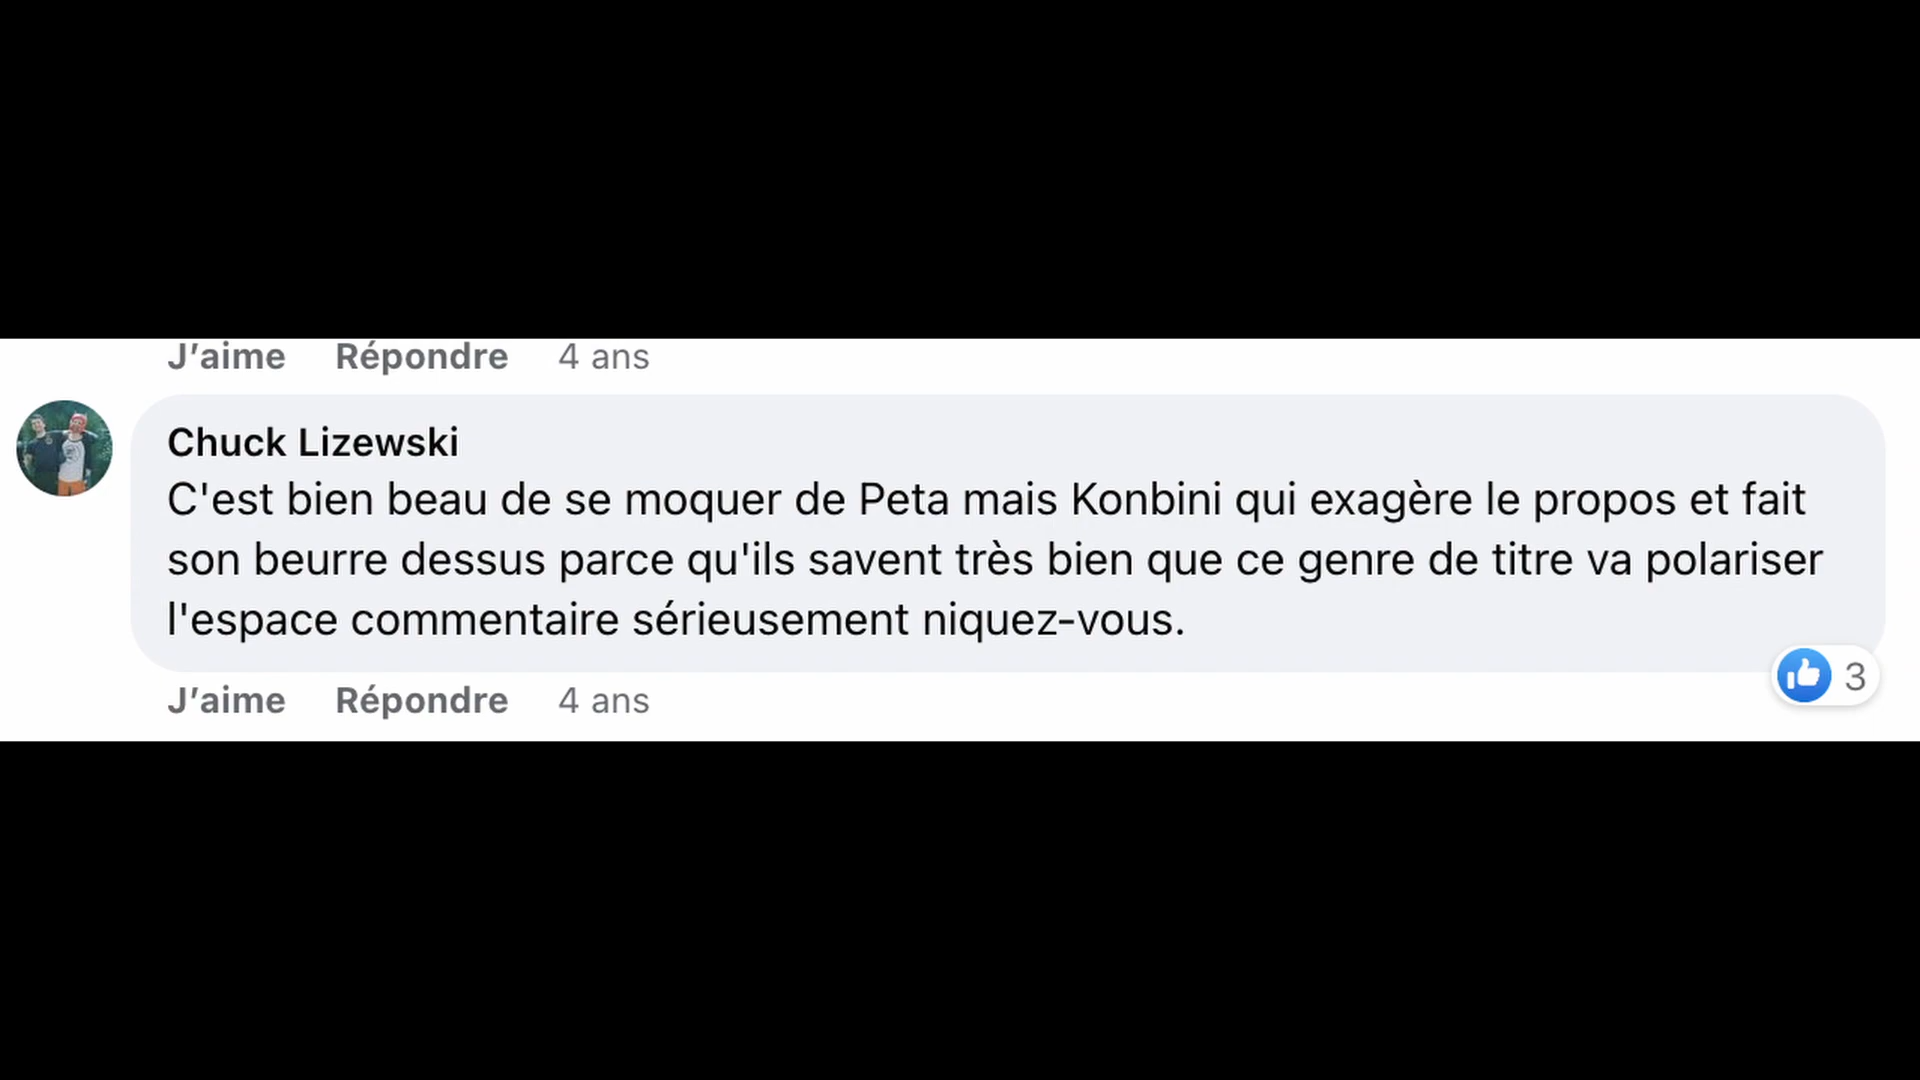 J’aime Répondre 4 ans
Chuck Lizewski
C'est bien beau de se moquer de Peta mais Konbini qui exagère le propos et fait
son beurre dessus parce qu'ils savent très bien que ce genre de titre va polariser
l'espace commentaire sérieusement niquez-vous.
3
J’aime Répondre 4 ans